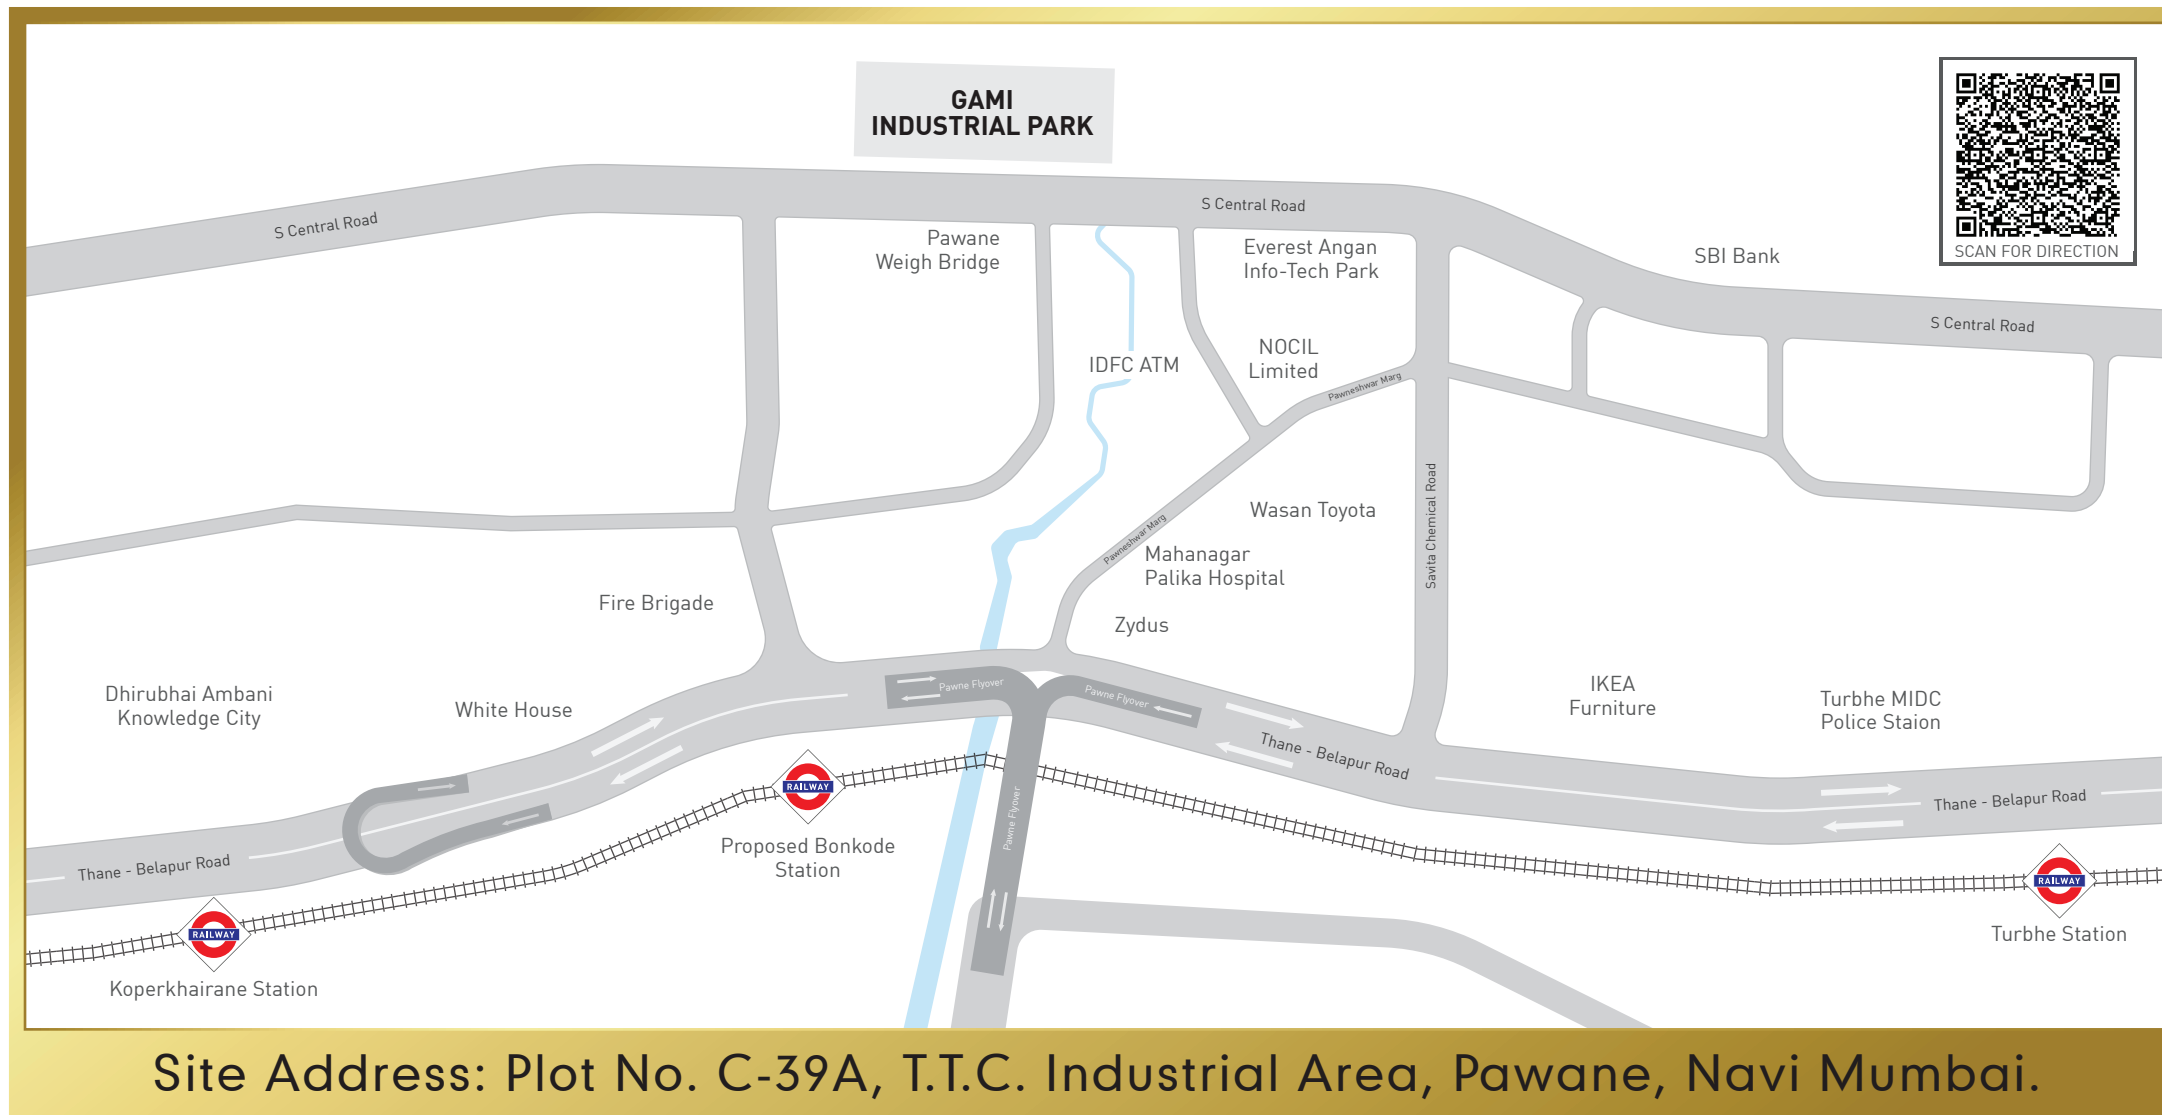 GAMI
INDUSTRIAL PARK
SCAN FOR DIRECTION
S Central Road
S Central Road
S Central Road
Pawane
Weigh Bridge
Everest Angan
Info-Tech Park
SBI Bank
IDFC ATM
NOCIL
Limited
Pawneshwar Marg
Savita Chemical Road
Wasan Toyota
Pawneshwar Marg
Mahanagar
Palika Hospital
Fire Brigade
Zydus
Dhirubhai Ambani
Knowledge City
White House
Pawne Flyover
Pawne Flyover
IKEA
Furniture
Turbhe MIDC
Police Staion
Thane - Belapur Road
Thane - Belapur Road
Thane - Belapur Road
Pawne Flyover
RAILWAY
Proposed Bonkode
Station
RAILWAY
Turbhe Station
RAILWAY
Koperkhairane Station
Site Address: Plot No. C-39A, T.T.C. Industrial Area, Pawane, Navi Mumbai.